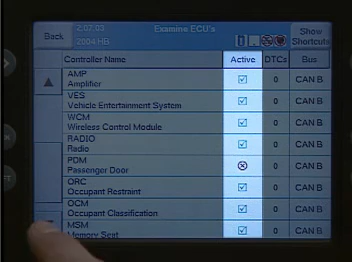 Back
2:07:03
2004 HB
Examine ECU's
Show
Shortcuts
Controller Name Active DTCs Bus
AMP
Amplifier 0 CAN B
VES
Vehicle Entertainment System 0 CAN B
WCM
Wireless Control Module 0 CAN B
RADIO
Radio 0 CAN B
PDM
Passenger Door 0 CAN B
ORC
Occupant Restraint 0 CAN B
OCM
Occupant Classification 0 CAN B
MSM
Memory Seat 0 CAN B